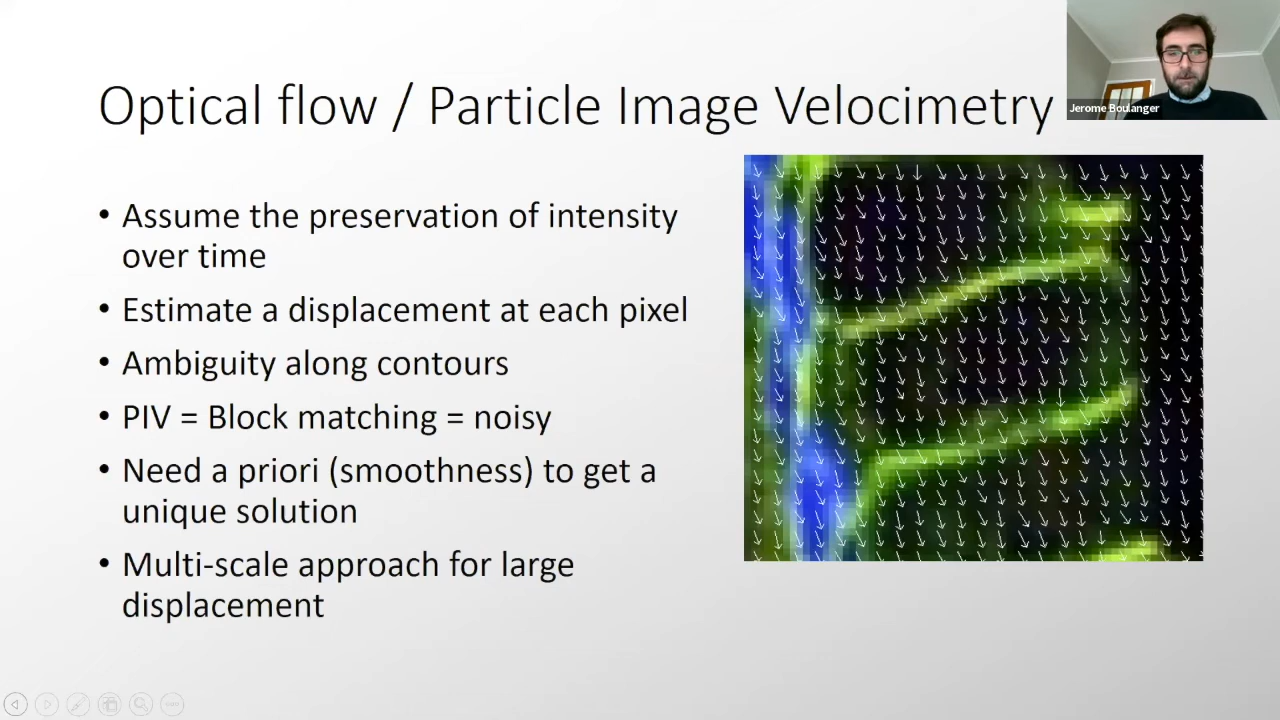 Jerome Boulanger
Optical flow / Particle Image Velocimetry
• Assume the preservation of intensity
over time
• Estimate a displacement at each pixel
• Ambiguity along contours
• PIV = Block matching = noisy
• Need a priori (smoothness) to get a
unique solution
• Multi-scale approach for large
displacement